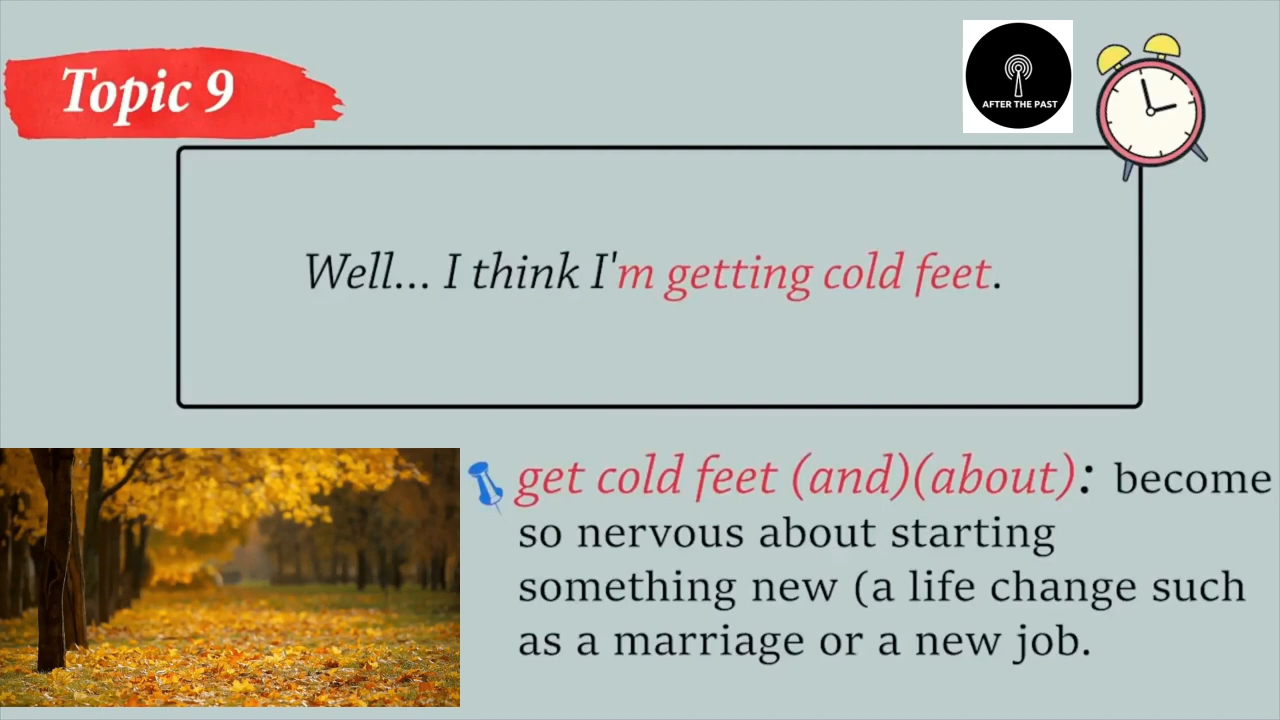 Topic 9
AFTER THE PAST
Well... I think I'm getting cold feet.
get cold feet (and)(about): become
so nervous about starting
something new (a life change such
as a marriage or a new job.